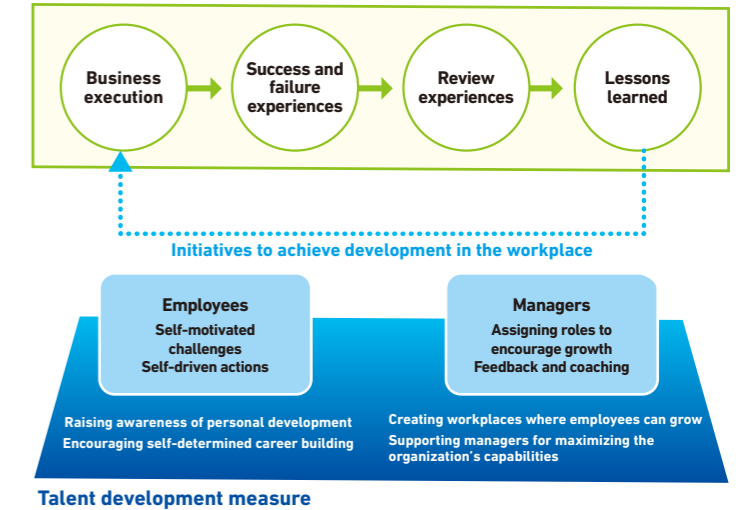 Business
execution
Success and
failure
experiences
Review
experiences
Lessons
learned
Initiatives to achieve development in the workplace
Employees
Self-motivated
challenges
Self-driven actions
Managers
Assigning roles to
encourage growth
Feedback and coaching
Raising awareness of personal development
Encouraging self-determined career building
Creating workplaces where employees can grow
Supporting managers for maximizing the
organization's capabilities
Talent development measure